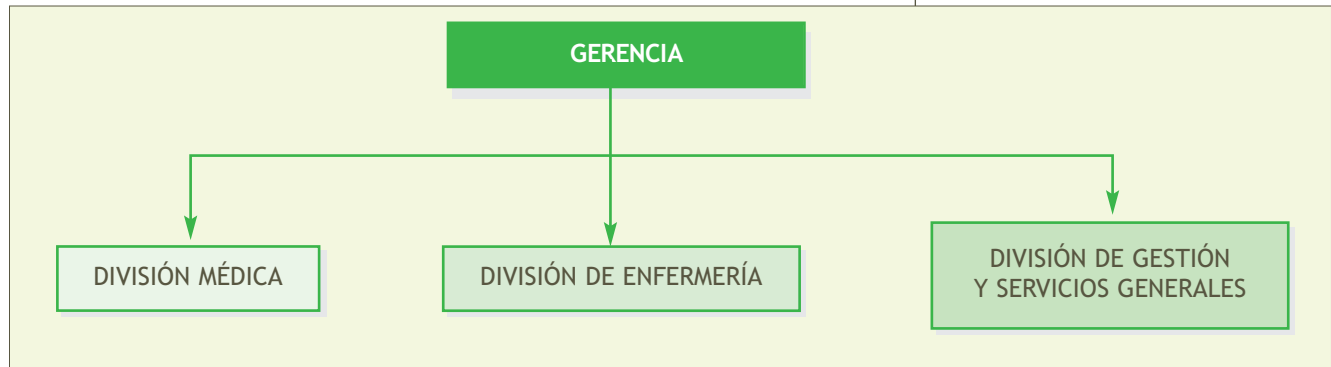 GERENCIA
DIVISIÓN MÉDICA
DIVISIÓN DE ENFERMERÍA
DIVISIÓN DE GESTIÓN
Y SERVICIOS GENERALES